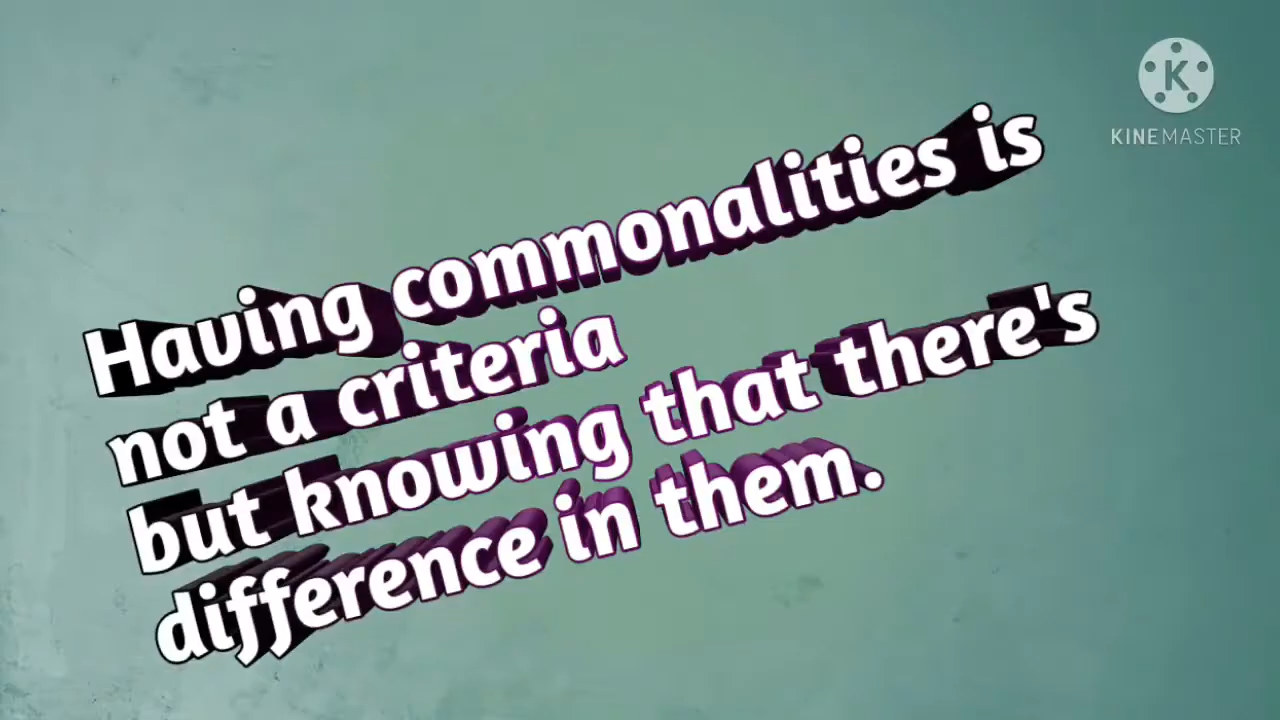 KINEMASTER
Having commonalities is
not a criteria
but knowing that there's
difference in them.